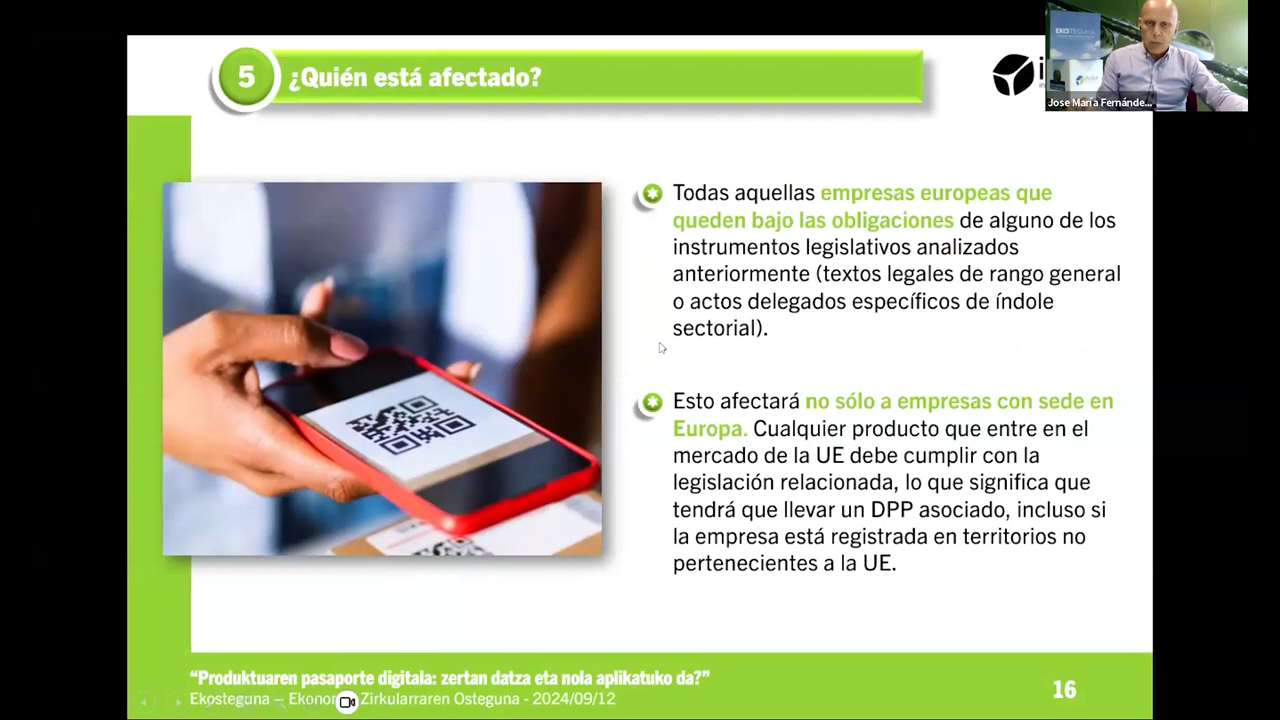 5 ¿Quién está afectado?
Jose María Fernánde...
Todas aquellas empresas europeas que
queden bajo las obligaciones de alguno de los
instrumentos legislativos analizados
anteriormente (textos legales de rango general
o actos delegados específicos de índole
sectorial).
Esto afectará no sólo a empresas con sede en
Europa. Cualquier producto que entre en el
mercado de la UE debe cumplir con la
legislación relacionada, lo que significa que
tendrá que llevar un DPP asociado, incluso si
la empresa está registrada en territorios no
pertenecientes a la UE.
“Produktuaren pasaporte digitala: zertan datza eta nola aplikatuko da?”
Ekosteguna – Zirkularraren Osteguna - 2024/09/12
16